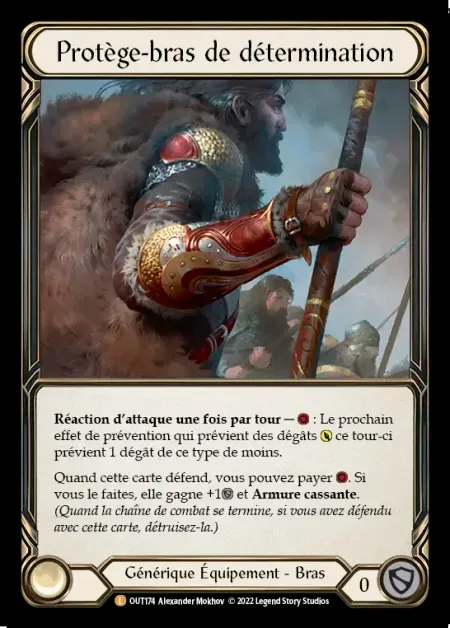 Protège-bras de détermination
Réaction d'attaque une fois par tour — : Le prochain
effet de prévention qui prévient des dégâts ce tour-ci
prévient 1 dégât de ce type de moins.
Quand cette carte défend, vous pouvez payer . Si
vous le faites, elle gagne +1 et Armure cassante.
(Quand la chaîne de combat se termine, si vous avez défendu
avec cette carte, détruisez-la.)
Générique Équipement - Bras
0
L OUT174 Alexander Mokhov © 2022 Legend Story Studios